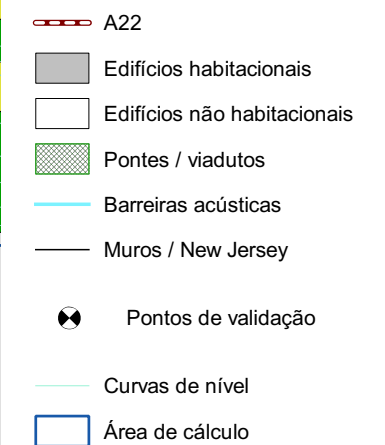 A22
Edifícios habitacionais
Edifícios não habitacionais
Pontes / viadutos
Barreiras acústicas
Muros / New Jersey
Pontos de validação
Curvas de nível
Área de cálculo